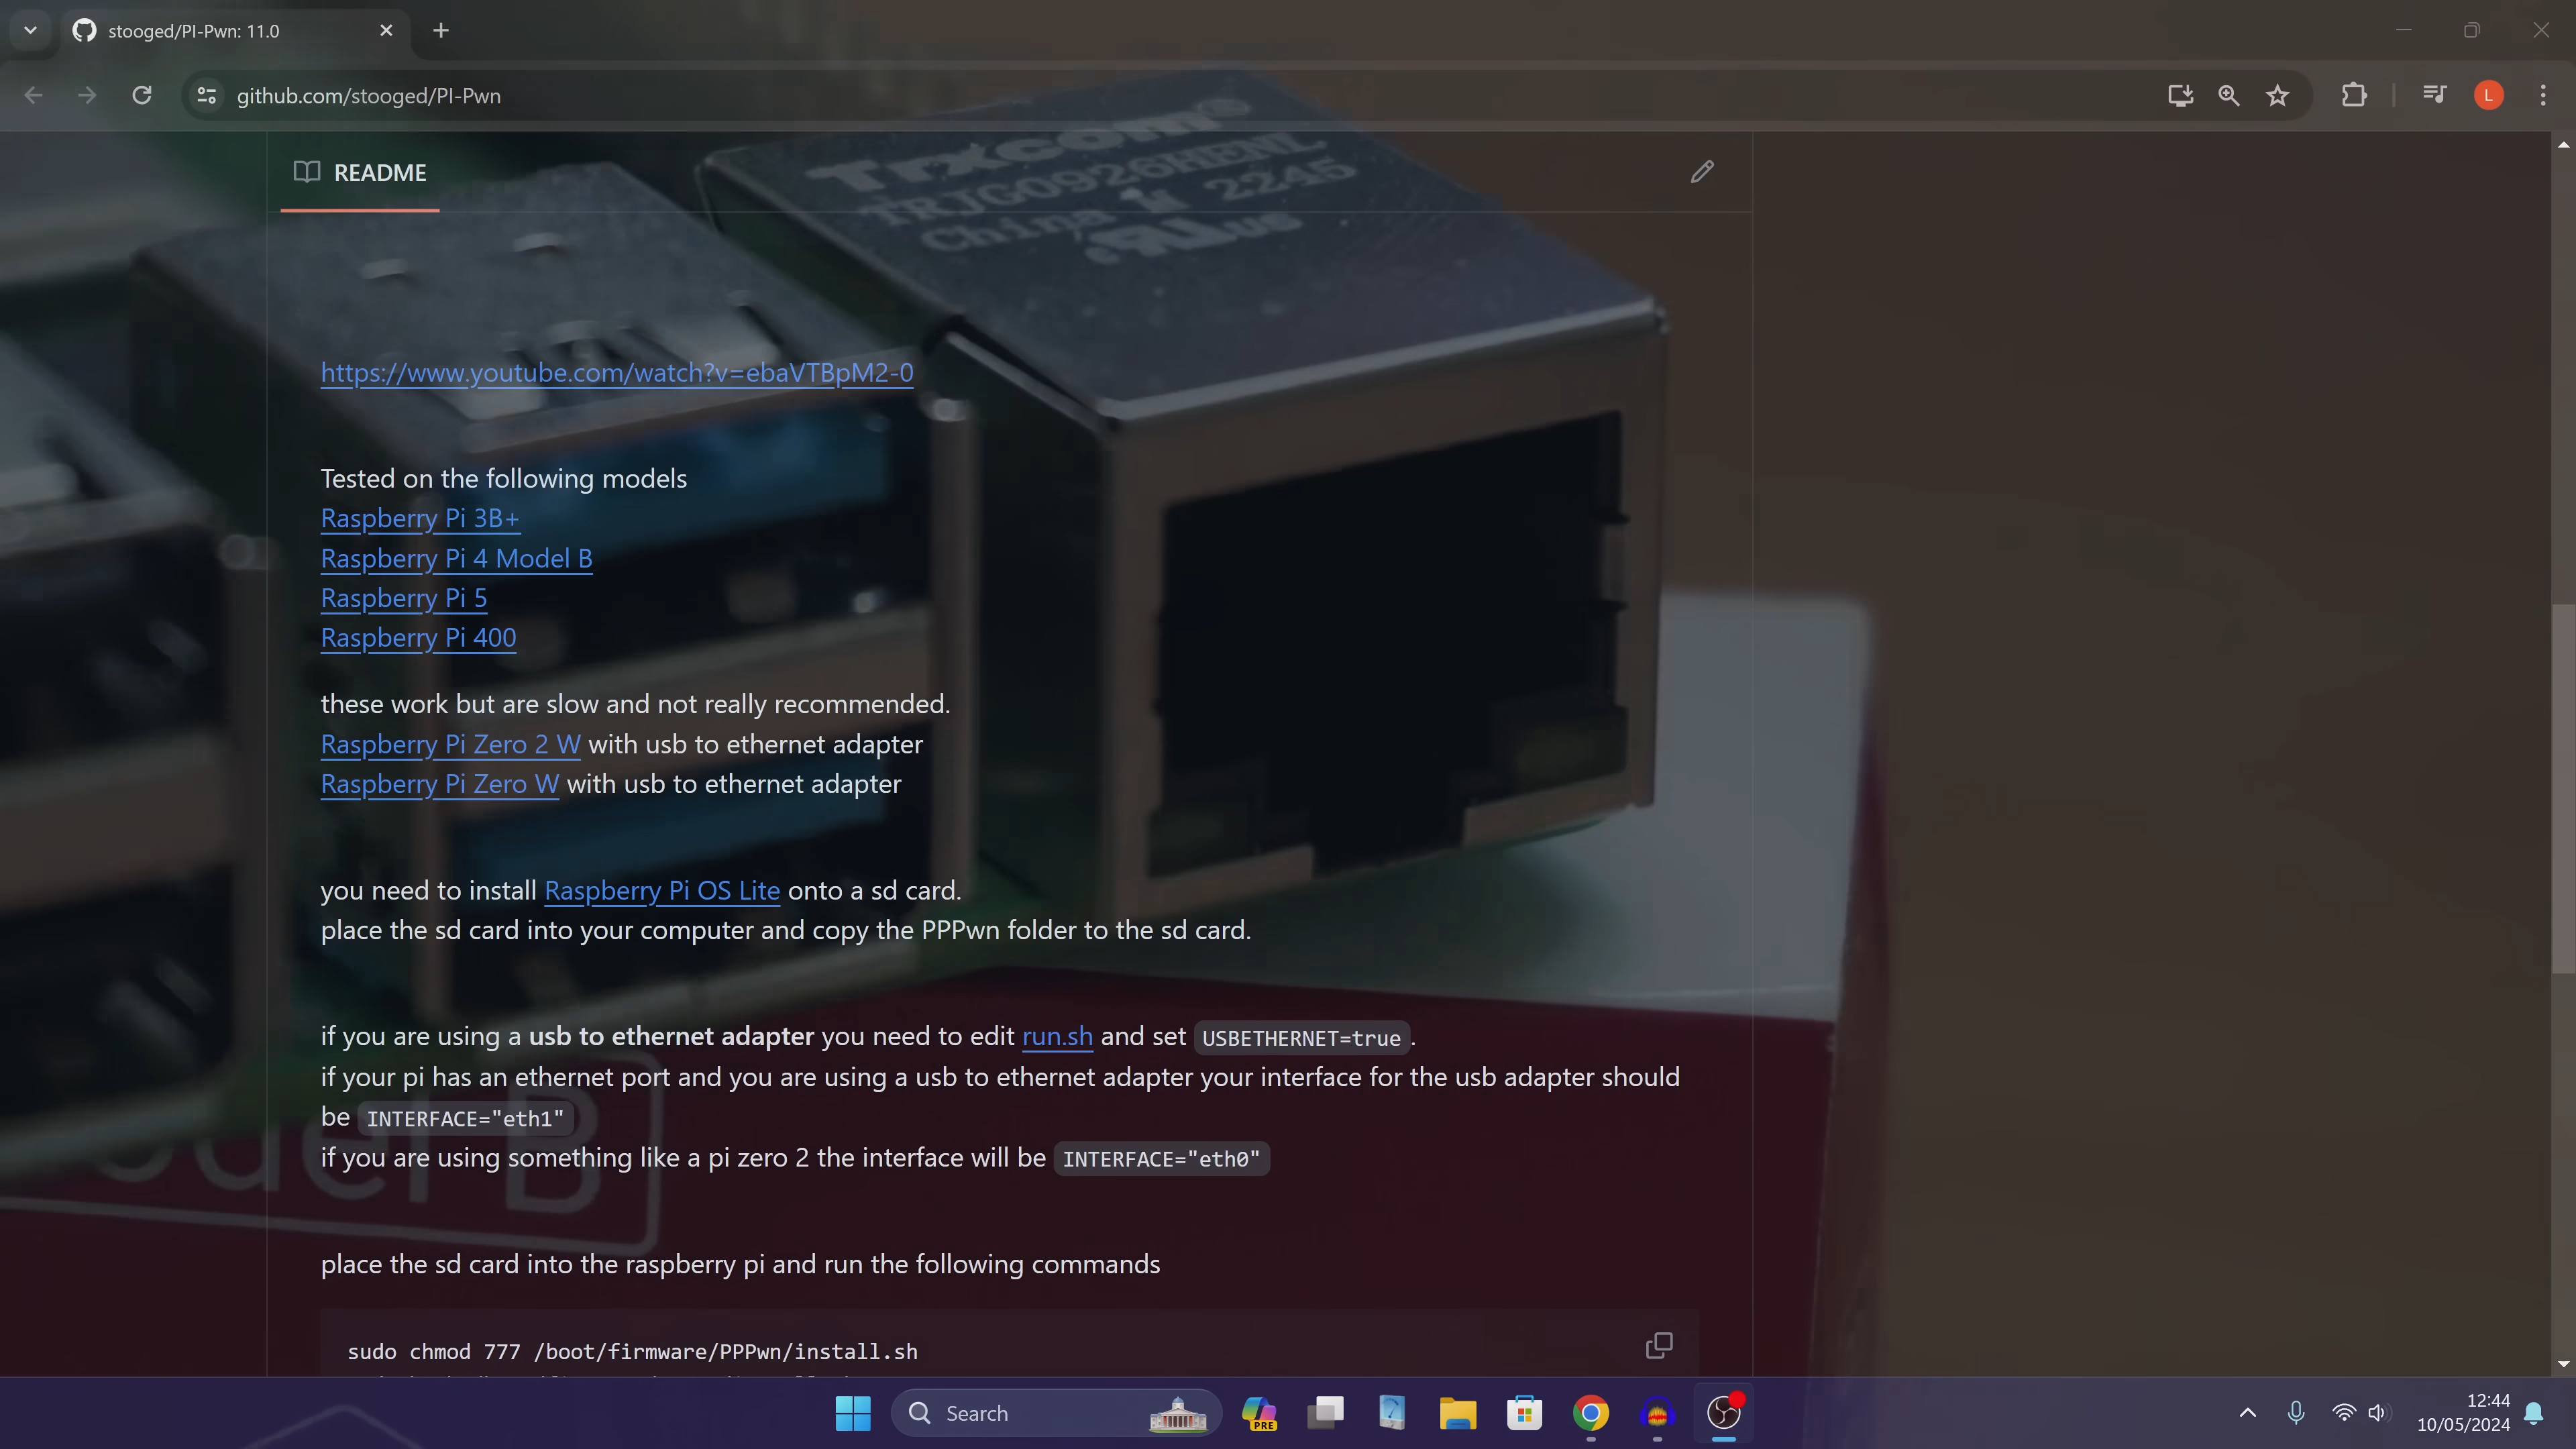 stooged/PI-Pwn: 11.0
github.com/stooged/PI-Pwn
L
Trxcom®
TRJG0926HENL
China 2245
README
https://www.youtube.com/watch?v=ebaVTBpM2-0
Tested on the following models
Raspberry Pi 3B+
Raspberry Pi 4 Model B
Raspberry Pi 5
Raspberry Pi 400
these work but are slow and not really recommended.
Raspberry Pi Zero 2 W with usb to ethernet adapter
Raspberry Pi Zero W with usb to ethernet adapter
you need to install Raspberry Pi OS Lite onto a sd card.
place the sd card into your computer and copy the PPPwn folder to the sd card.
if you are using a usb to ethernet adapter you need to edit run.sh and set USBETHERNET=true.
if your pi has an ethernet port and you are using a usb to ethernet adapter your interface for the usb adapter should
be INTERFACE="eth1"
if you are using something like a pi zero 2 the interface will be INTERFACE="eth0"
place the sd card into the raspberry pi and run the following commands
sudo chmod 777 /boot/firmware/PPPwn/install.sh
Search
PRE
12:44
10/05/2024